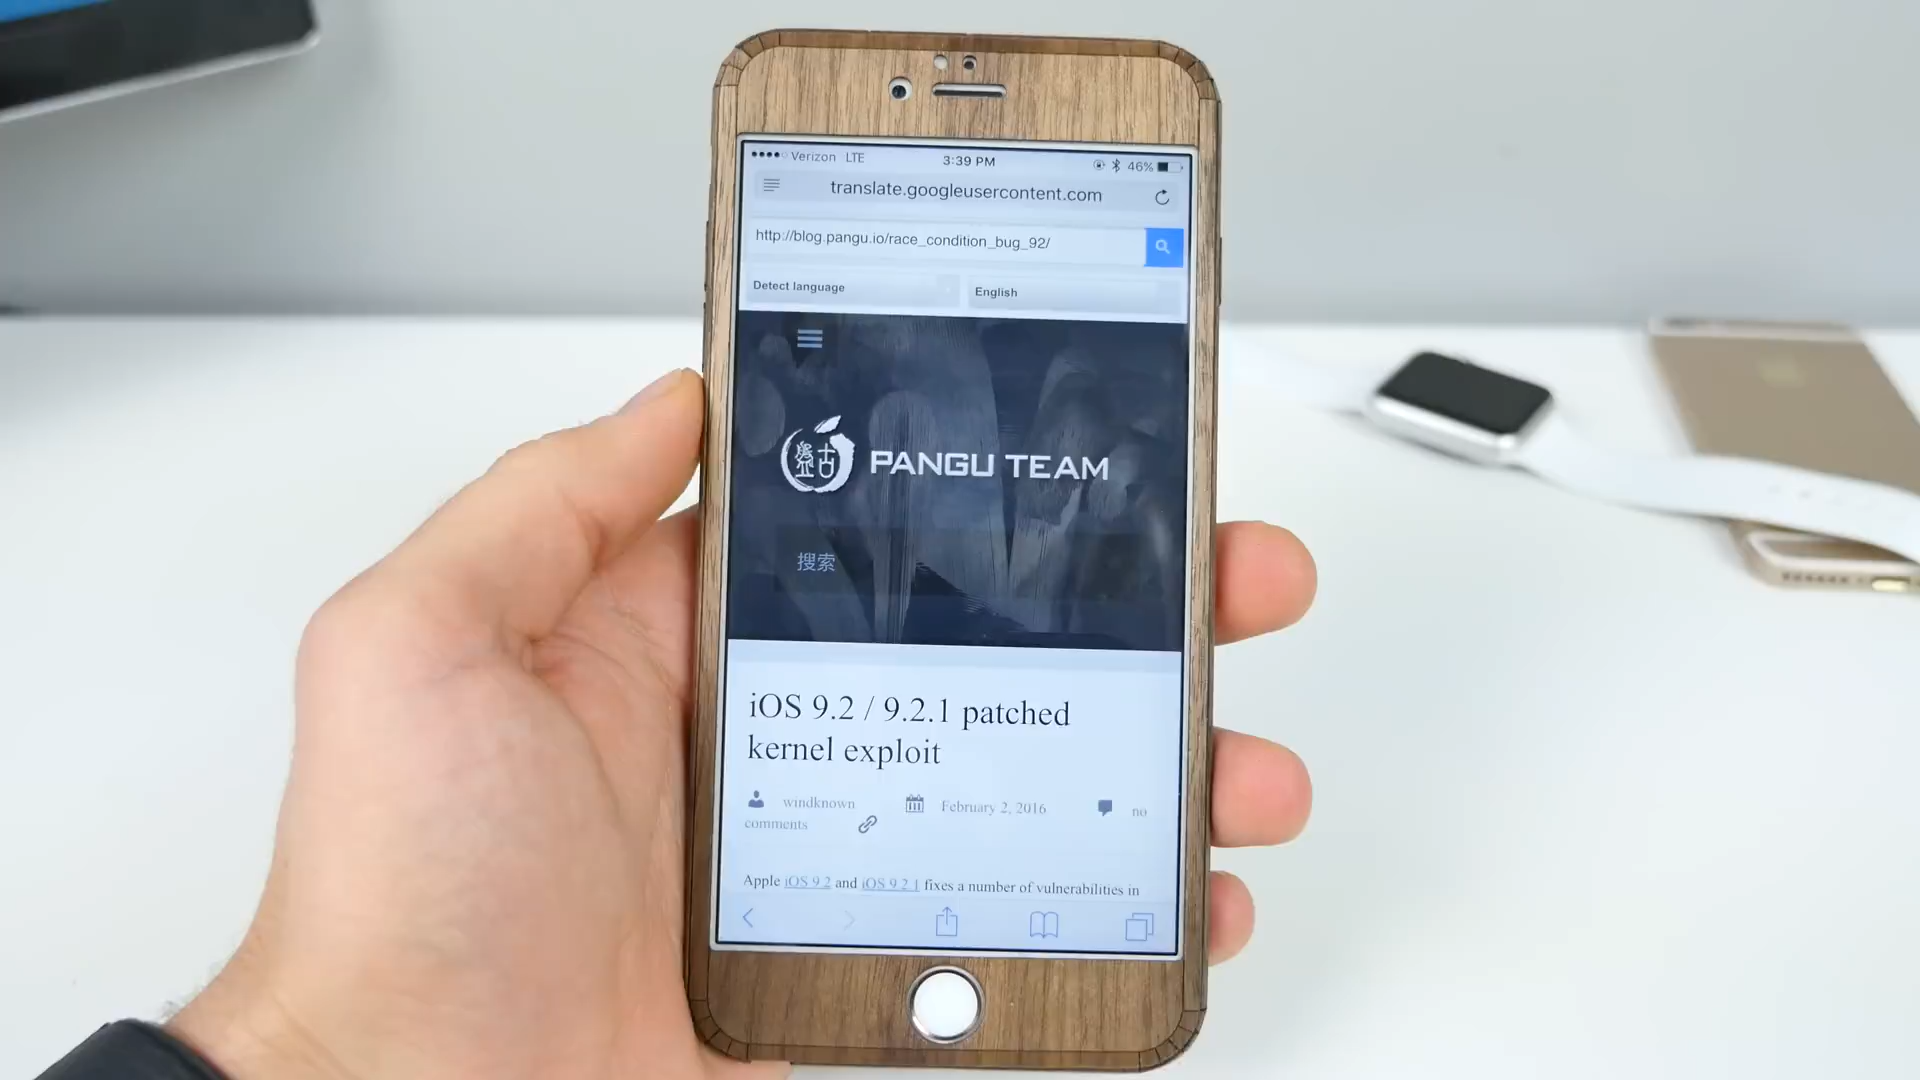 Verizon LTE 3:39 PM 46%
translate.googleusercontent.com
http://blog.pangu.io/race_condition_bug_92/
Detect language English
盘古 PANGU TEAM
搜索
iOS 9.2 / 9.2.1 patched
kernel exploit
windknown February 2, 2016 no
comments
Apple iOS 9.2 and iOS 9.2.1 fixes a number of vulnerabilities in